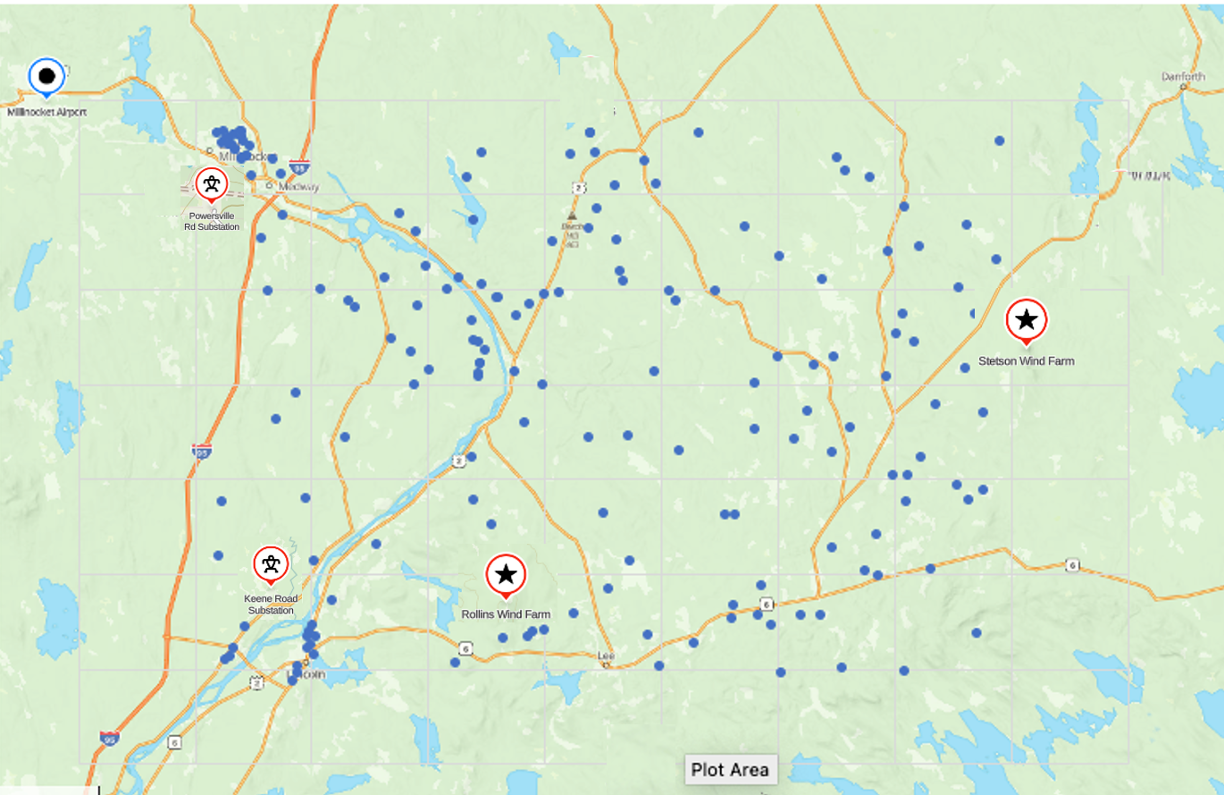 Danforth
Millinocket Airport
95
Medway
2
Powersville
Rd Substation
Stetson Wind Farm
95
2
6
Keene Road
Substation
Rollins Wind Farm
6
6
Lee
Lincoln
2
95
6
Plot Area